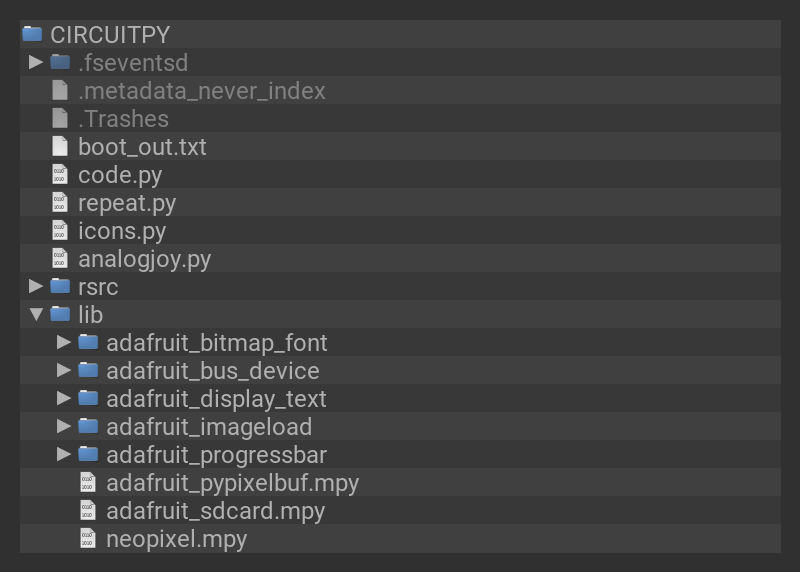 CIRCUITPY
.fseventsd
.metadata_never_index
.Trashes
boot_out.txt
code.py
repeat.py
icons.py
analogjoy.py
rsrc
lib
adafruit_bitmap_font
adafruit_bus_device
adafruit_display_text
adafruit_imageload
adafruit_progressbar
adafruit_pypixelbuf.mpy
adafruit_sdcard.mpy
neopixel.mpy